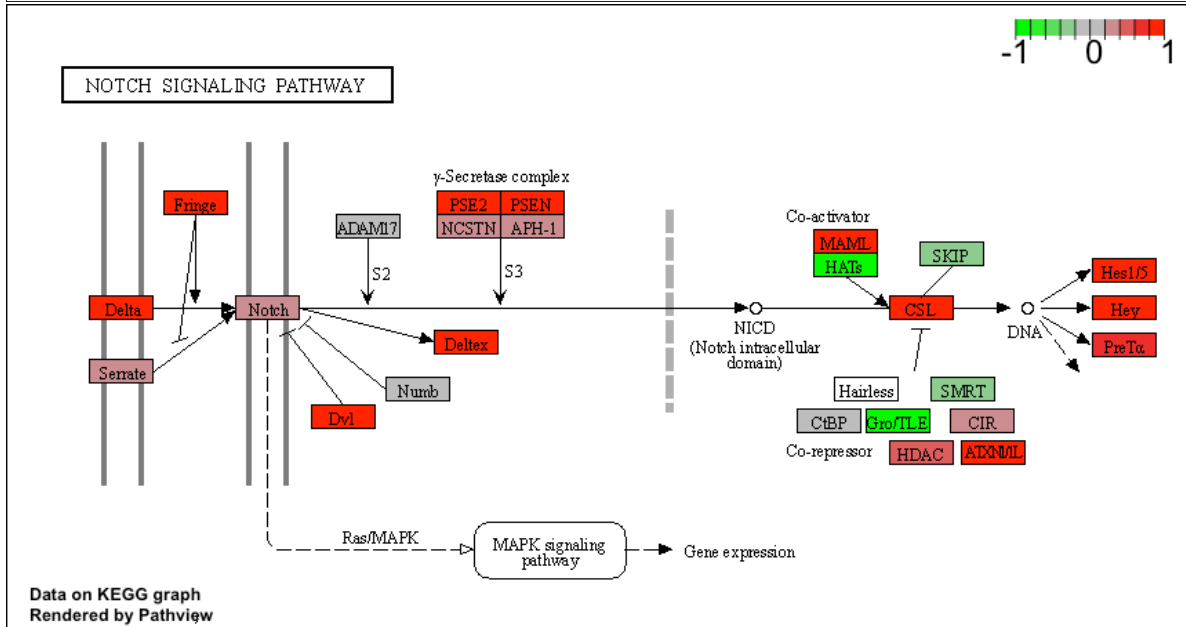 -1 0 1
NOTCH SIGNALING PATHWAY
γ-Secretase complex
Fringe
PSE2 PSEN
NCSTN APH-1
ADAM17
Co-activator
MAML
HATs
SKIP
S2
S3
Hes1/5
Delta
Notch
CSL
Hey
NICD
(Notch intracellular
domain)
DNA
Deltex
PreTα
Serrate
Numb
Hairless
SMRT
Dvl
CtBP
Gro/TLE
CIR
Co-repressor
HDAC
ATXN1/1L
Ras/MAPK
MAPK signaling
pathway
Gene expression
Data on KEGG graph
Rendered by Pathview